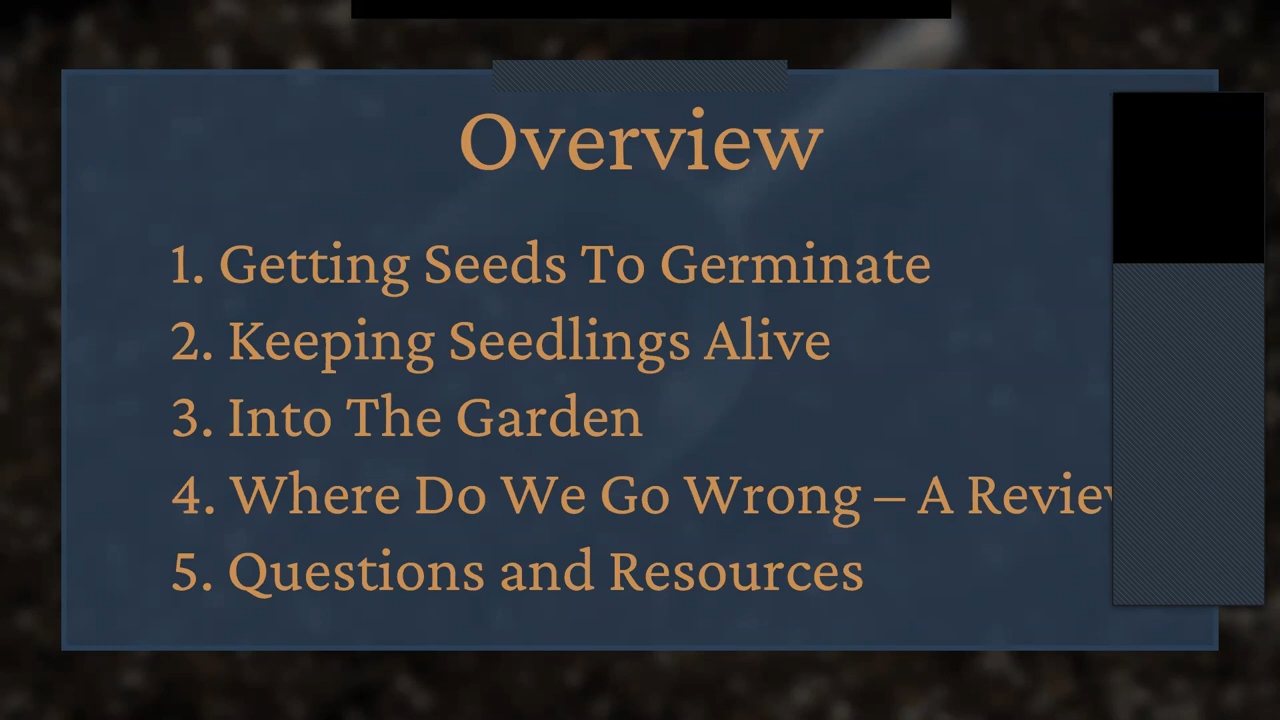 Overview
1. Getting Seeds To Germinate
2. Keeping Seedlings Alive
3. Into The Garden
4. Where Do We Go Wrong – A
5. Questions and Resources